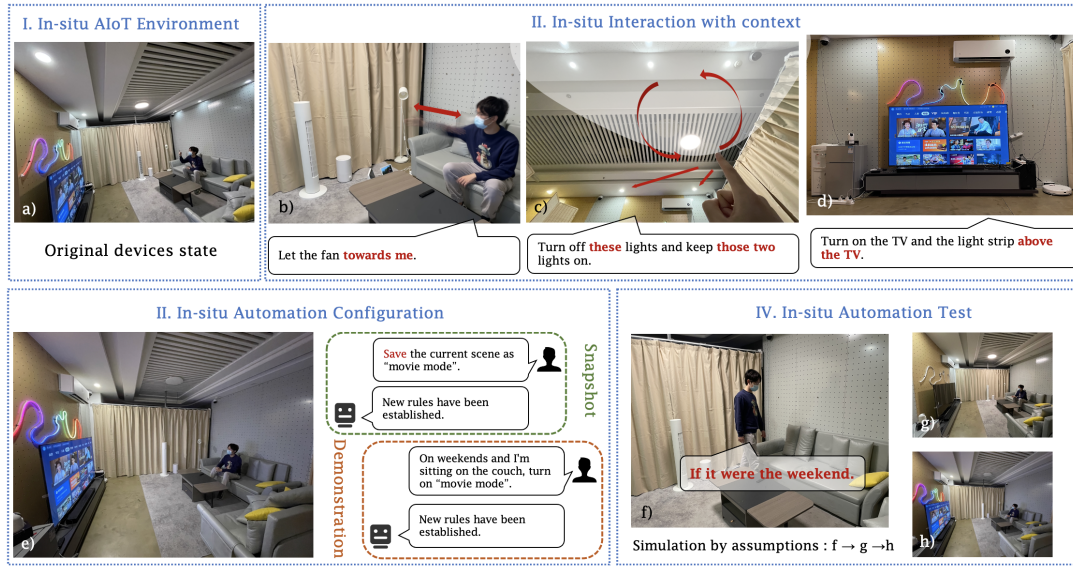 I. In-situ AIoT Environment
a)
Original devices state
II. In-situ Interaction with context
b)
Let the fan towards me.
c)
Turn off these lights and keep those two
lights on.
d)
Turn on the TV and the light strip above
the TV.
II. In-situ Automation Configuration
e)
Save the current scene as
“movie mode”.
New rules have been
established.
Snapshot
On weekends and I'm
sitting on the couch, turn
on “movie mode”.
New rules have been
established.
Demonstration
IV. In-situ Automation Test
If it were the weekend.
f)
Simulation by assumptions : f → g →h
g)
h)